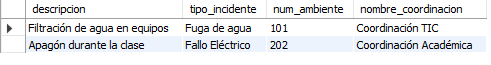 descripcion tipo_incidente num_ambiente nombre_coordinacion
Filtración de agua en equipos Fuga de agua 101 Coordinación TIC
Apagón durante la clase Fallo Eléctrico 202 Coordinación Académica